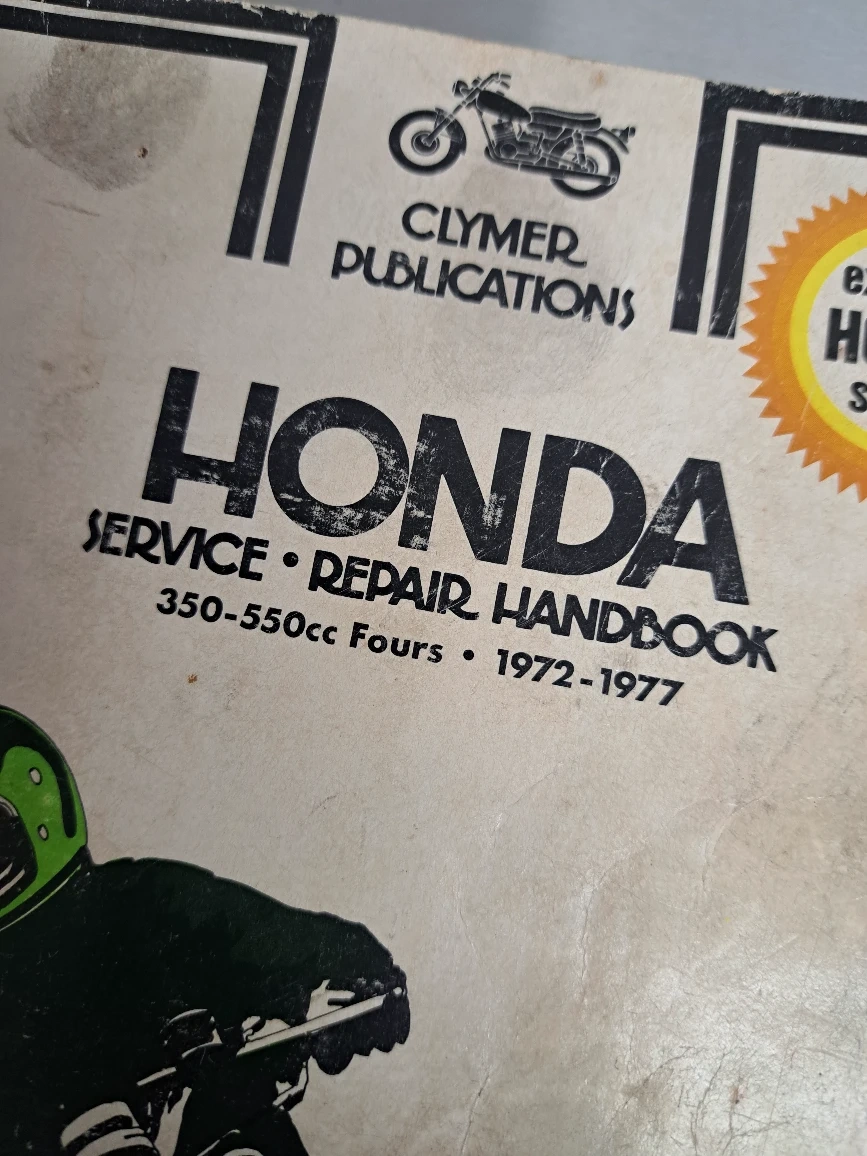 CLYMER
PUBLICATIONS
HONDA
SERVICE • REPAIR HANDBOOK
350-550cc Fours • 1972-1977